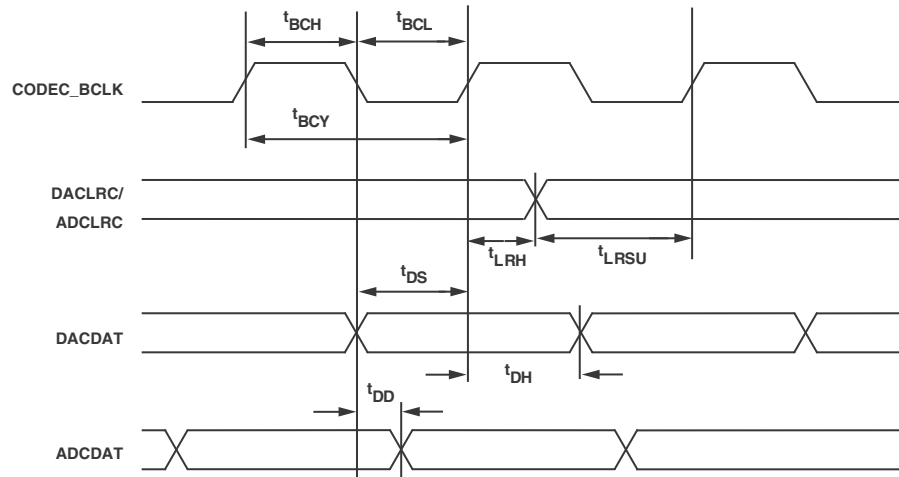 tBCH
tBCL
CODEC_BCLK
tBCY
DACLRC/
ADCLRC
tLRH
tLRSU
tDS
DACDAT
tDH
tDD
ADCDAT